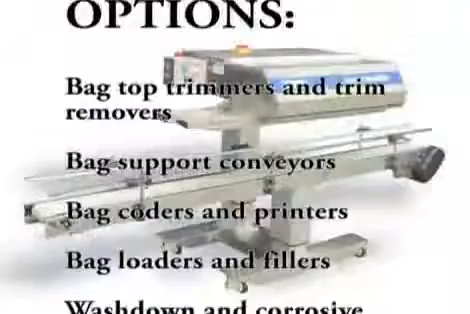 OPTIONS:
Bag top trimmers and trim
removers
Bag support conveyors
Bag coders and printers
Bag loaders and fillers
Washdown and corrosive